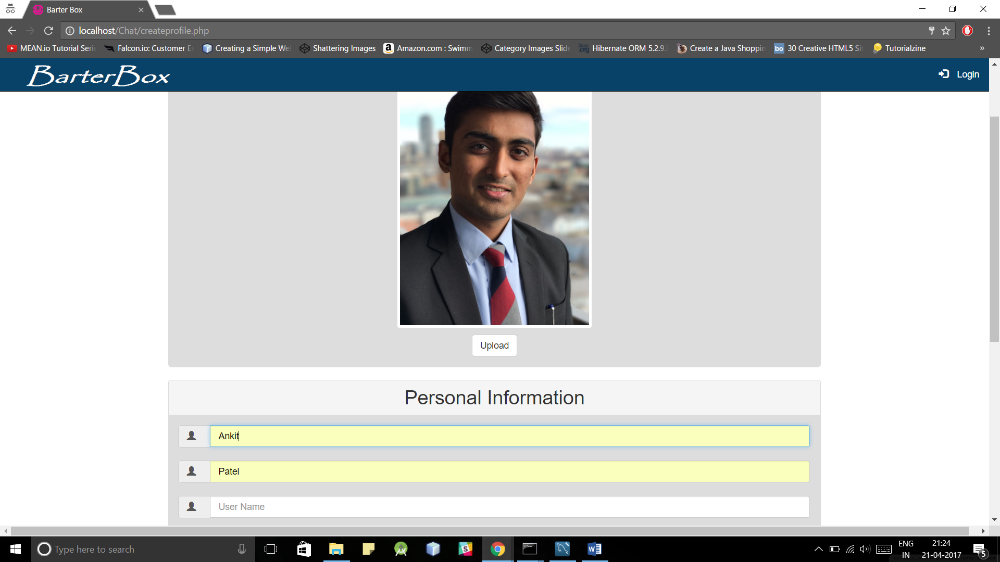 Barter Box
localhost/Chat/createprofile.php
MEAN.io Tutorial Seri
Falcon.io: Customer E
Creating a Simple We
Shattering Images
Amazon.com : Swimm
Category Images Slide
Hibernate ORM 5.2.9.
Create a Java Shoppin
bo 30 Creative HTML5 Si
Tutorialzine
»
BarterBox
Login
Upload
Personal Information
Ankit
Patel
User Name
Type here to search
ENG
IN
21:24
21-04-2017
5